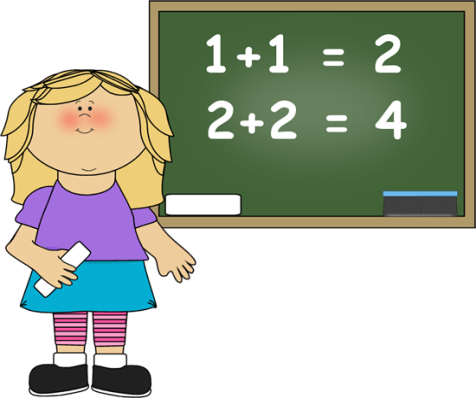 1+1 = 2
2+2 = 4